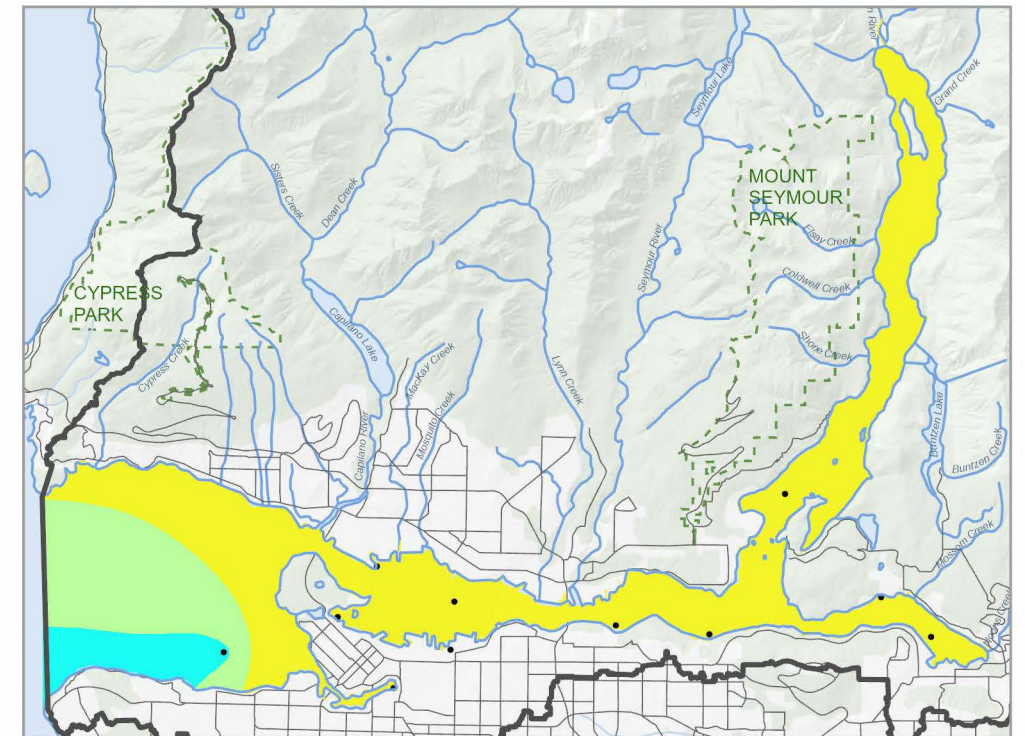 River
Grand Creek
Seymour Lake
MOUNT
SEYMOUR
PARK
Sisters Creek
Dean Creek
Elsay Creek
Seymour River
Coldwell Creek
CYPRESS
PARK
Capilano Lake
Shone Creek
Cypress Creek
MacKay Creek
Lynn Creek
Mosquito Creek
Buntzen Lake
Capilano River
Buntzen Creek
Mossom Creek
Creek